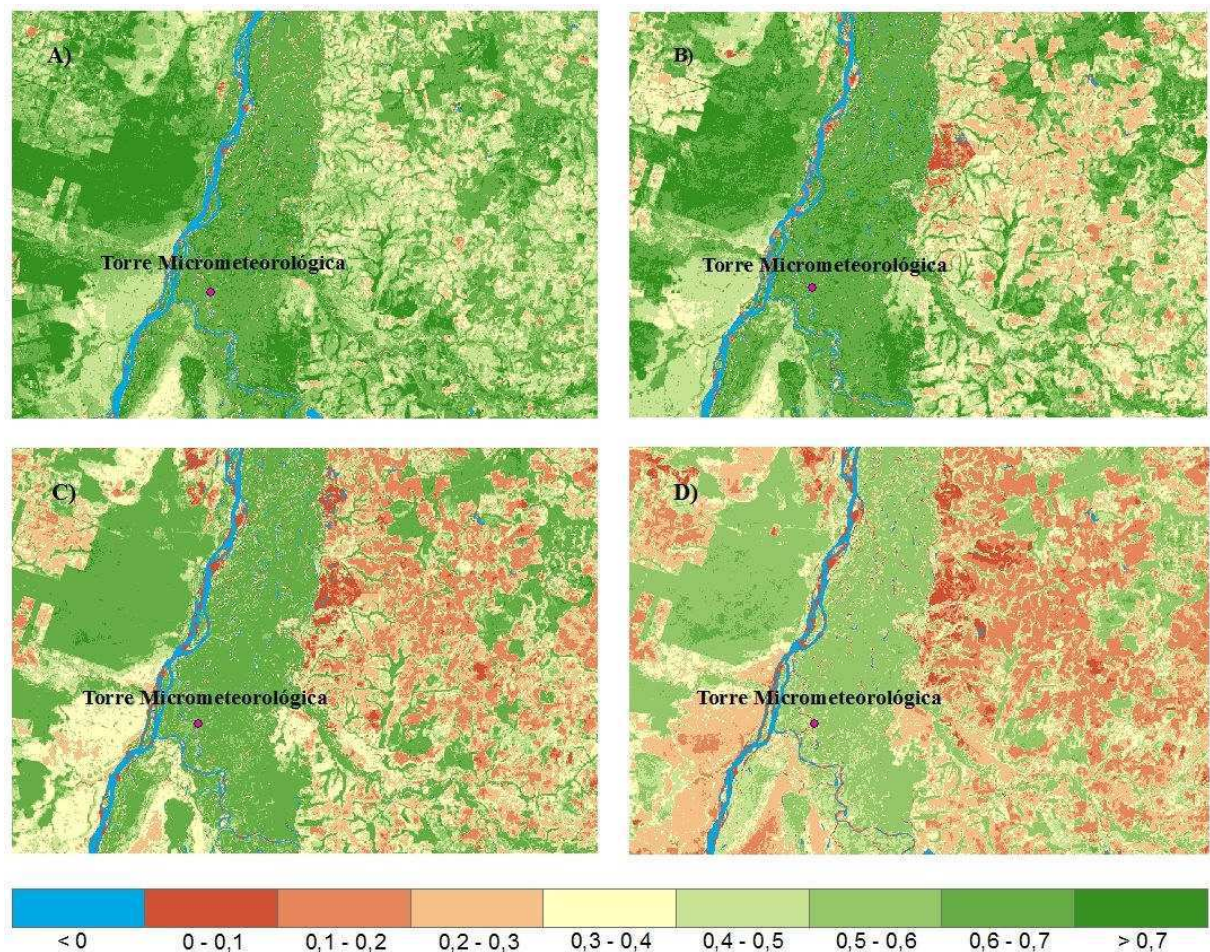 A)
Torre Micrometeorológica
B)
Torre Micrometeorológica
C)
Torre Micrometeorológica
D)
Torre Micrometeorológica
< 0 0 - 0,1 0,1 - 0,2 0,2 - 0,3 0,3 - 0,4 0,4 - 0,5 0,5 - 0,6 0,6 - 0,7 > 0,7